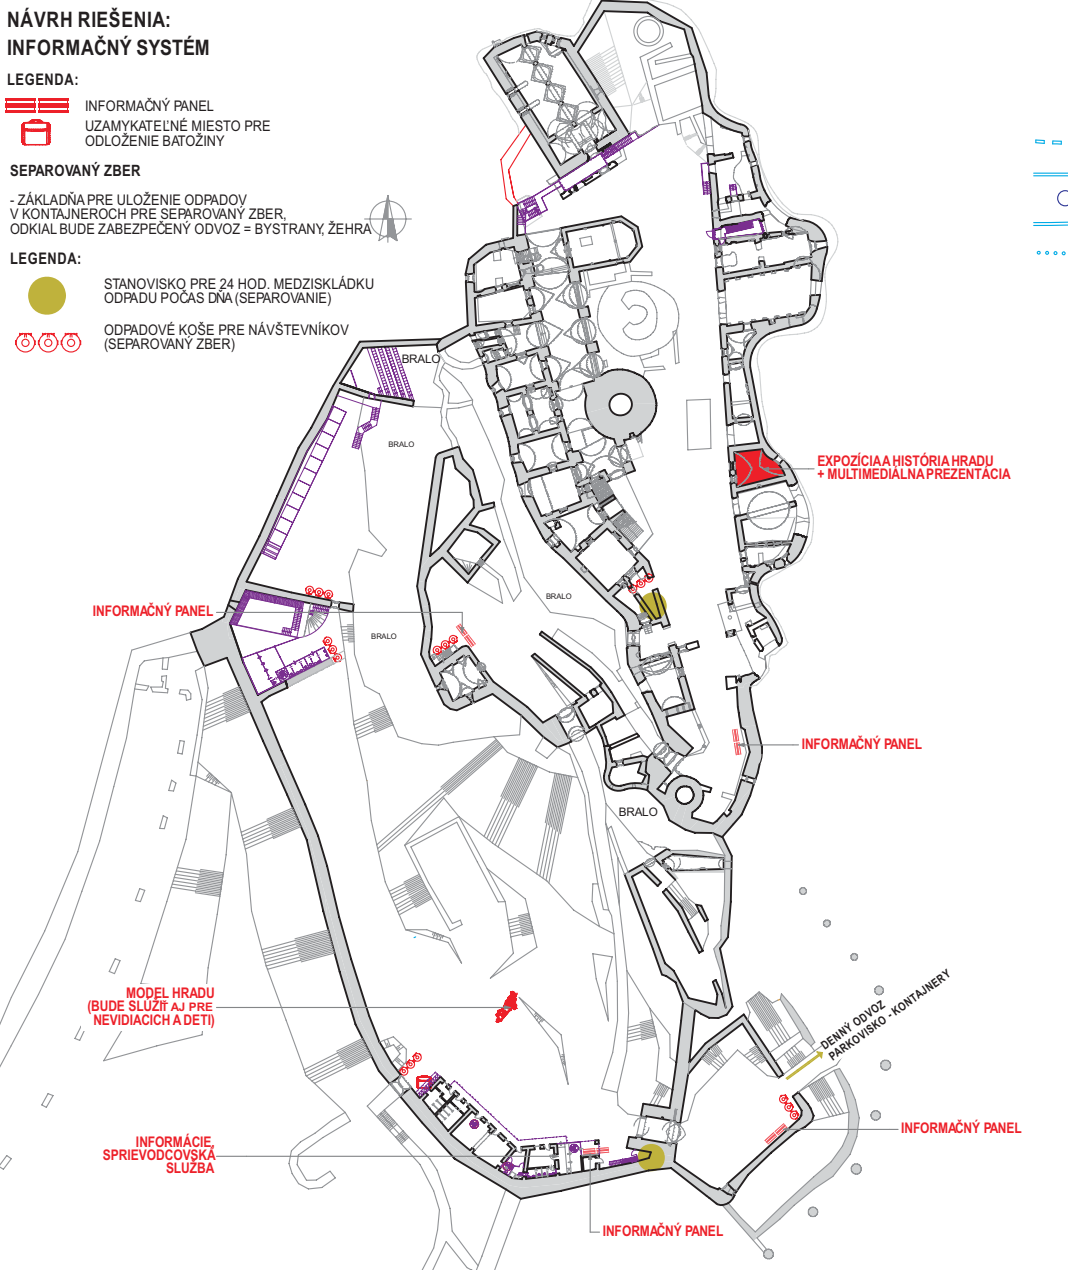 NÁVRH RIEŠENIA:
INFORMAČNÝ SYSTÉM
LEGENDA:
INFORMAČNÝ PANEL
UZAMYKATEĽNÉ MIESTO PRE
ODLOŽENIE BATOŽINY
SEPAROVANÝ ZBER
- ZÁKLADŇA PRE ULOŽENIE ODPADOV
V KONTAJNEROCH PRE SEPAROVANÝ ZBER,
ODKIAL BUDE ZABEZPEČENÝ ODVOZ = BYSTRANY, ŽEHRA
LEGENDA:
STANOVISKO PRE 24 HOD. MEDZISKLÁDKU
ODPADU POČAS DŇA (SEPAROVANIE)
ODPADOVÉ KOŠE PRE NÁVŠTEVNÍKOV
(SEPAROVANÝ ZBER)
BRALO
BRALO
EXPOZÍCIA A HISTÓRIA HRADU
+ MULTIMEDIÁLNA PREZENTÁCIA
BRALO
INFORMAČNÝ PANEL
BRALO
INFORMAČNÝ PANEL
BRALO
MODEL HRADU
(BUDE SLÚŽIŤ AJ PRE
NEVIDIACICH A DETI)
DENNÝ ODVOZ
PARKOVISKO - KONTAJNERY
INFORMAČNÝ PANEL
INFORMÁCIE,
SPRIEVODCOVSKÁ
SLUŽBA
INFORMAČNÝ PANEL